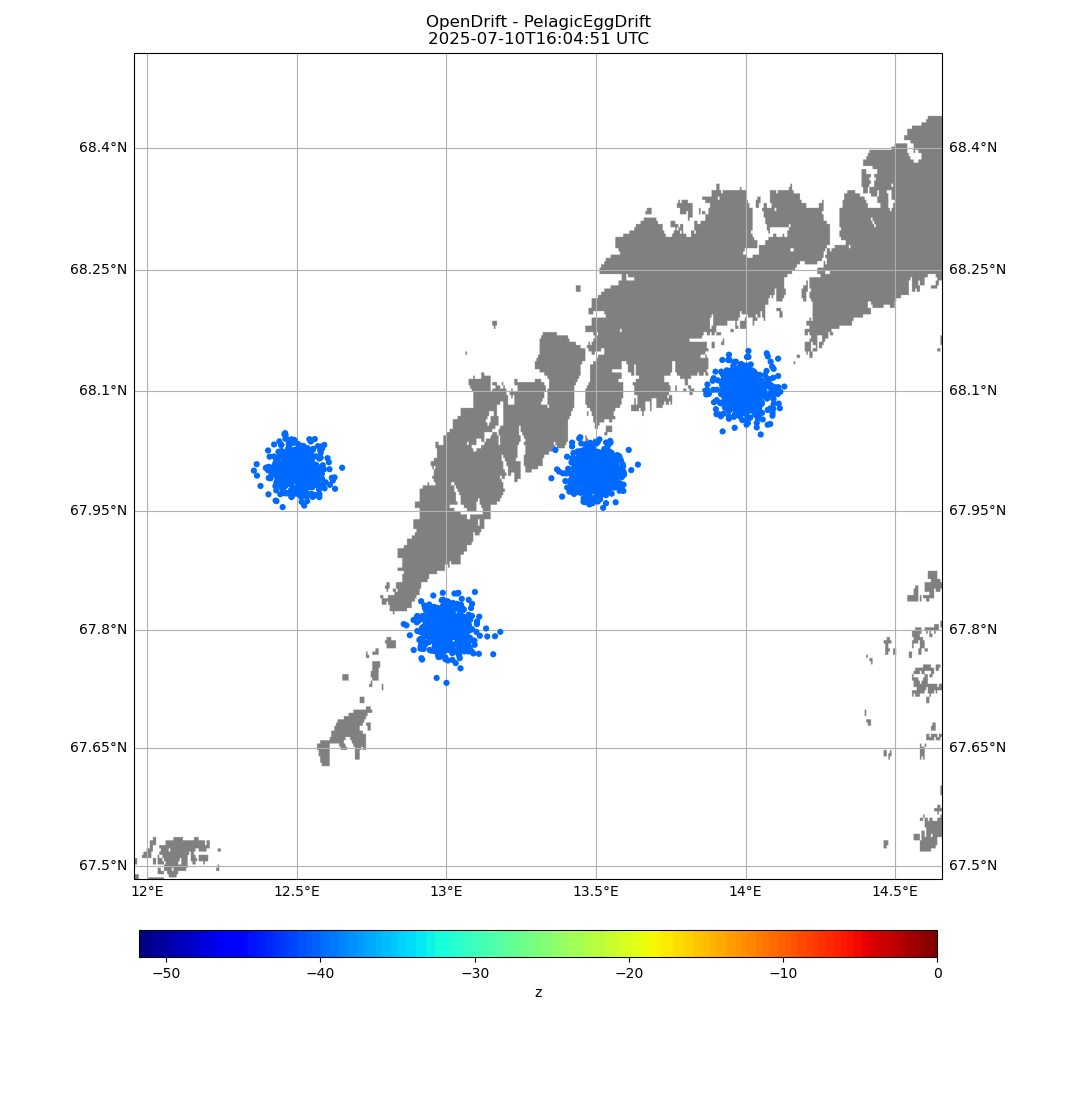 OpenDrift - PelagicEggDrift
2025-07-10T16:04:51 UTC
68.4°N 68.4°N
68.25°N 68.25°N
68.1°N 68.1°N
67.95°N 67.95°N
67.8°N 67.8°N
67.65°N 67.65°N
67.5°N 67.5°N
12°E 12.5°E 13°E 13.5°E 14°E 14.5°E
−50 −40 −30 −20 −10 0
z